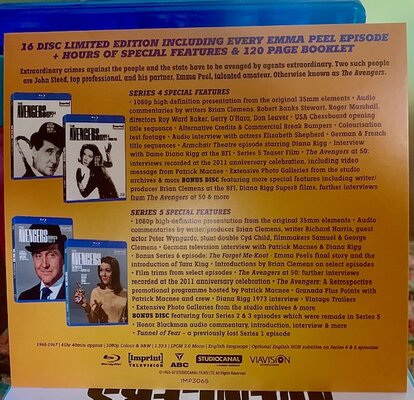 16 DISC LIMITED EDITION INCLUDING EVERY EMMA PEEL EPISODE
+ HOURS OF SPECIAL FEATURES & 120 PAGE BOOKLET
Extraordinary crimes against the people and the state have to be avenged by agents extraordinary. Two such people
are John Steed, top professional, and his partner, Emma Peel, talented amateur. Otherwise known as The Avengers.
SERIES 4 SPECIAL FEATURES
• 1080p high definition presentation from the original 35mm elements • Audio
commentaries by writers Brian Clemens, Robert Banks Stewart, Roger Marshall,
directors Roy Ward Baker, Gerry O'Hara, Don Leaver • USA Chessboard opening
title sequence • Alternative Credits & Commercial Break Bumpers • Colourisation
test footage • Audio interview with actress Elizabeth Shepherd • German & French
title sequences • Armchair Theatre episode starring Diana Rigg • Interview
with Dame Diana Rigg at the BFI • Series 5 Teaser Film • The Avengers at 50:
interviews recorded at the 2011 anniversary celebration, including video
message from Patrick Macnee • Extensive Photo Galleries from the studio
archives & more BONUS DISC featuring more special features including writer/
producer Brian Clemens at the BFI, Diana Rigg Super8 films, further interviews
from The Avengers at 50 & more
THE AVENGERS
THE AVENGERS
SERIES 5 SPECIAL FEATURES
• 1080p high definition presentation from the original 35mm elements • Audio
commentaries by writer/producer Brian Clemens, writer Richard Harris, guest
actor Peter Wyngarde, stunt double Cyd Child, filmmakers Samuel & George
Clemens • German television interview with Patrick Macnee & Diana Rigg
• Bonus Series 6 episode: The Forget-Me-Knot - Emma Peel's final story and the
introduction of Tara King • Introductions by Brian Clemens on select episodes
• Film trims from select episodes • The Avengers at 50: further interviews
recorded at the 2011 anniversary celebration • The Avengers: A Retrospective
promotional programme hosted by Patrick Macnee • Granada Plus Points with
Patrick Macnee and crew • Diana Rigg 1973 interview • Vintage Trailers
• Extensive Photo Galleries from the studio archives & more
BONUS DISC featuring four Series 2 & 3 episodes which were remade in Series 5
• Honor Blackman audio commentary, introduction, interview & more
• Tunnel of Fear - a previously lost Series 1 episode
THE AVENGERS
THE AVENGERS
Blu-ray Disc
Imprint TELEVISION
ABC
STUDIOCANAL
VIAVISION
IMP3065